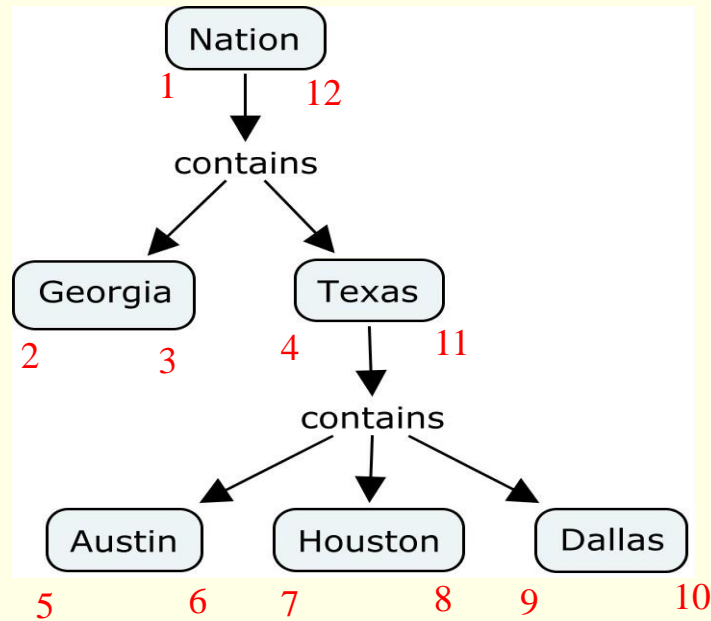 Nation
1 12
contains
Georgia Texas
2 3 4 11
contains
Austin Houston Dallas
5 6 7 8 9 10